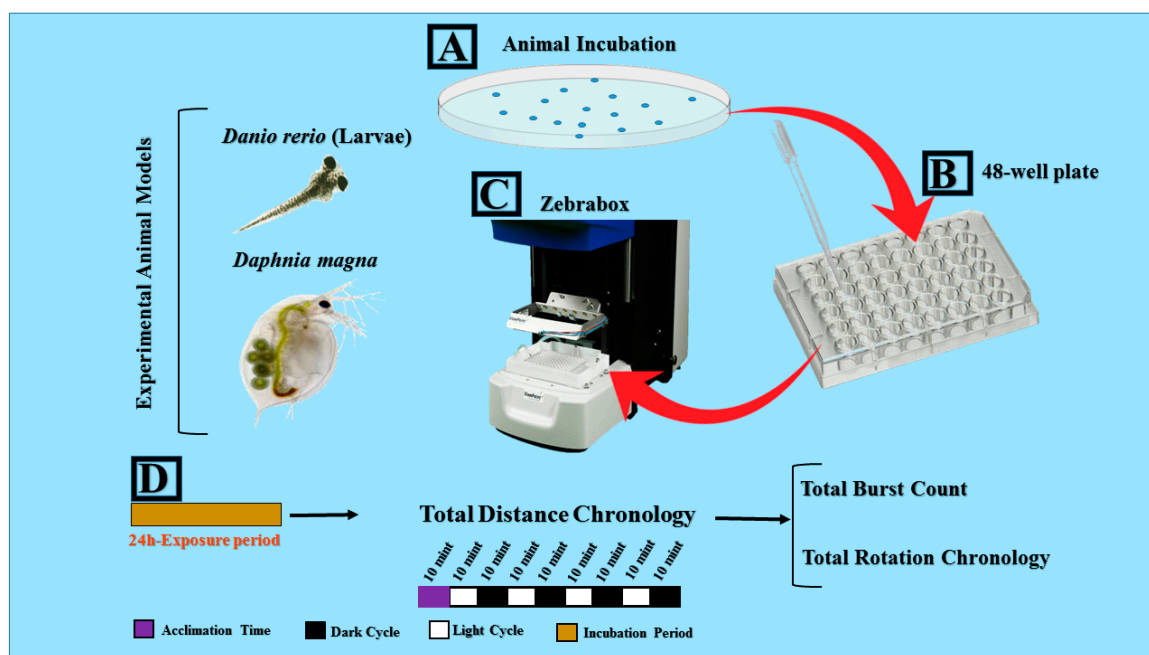 A
Animal Incubation
Experimental Animal Models
Danio rerio (Larvae)
B
48-well plate
C
Zebrabox
Daphnia magna
D
24h-Exposure period
Total Distance Chronology
Total Burst Count
Total Rotation Chronology
10 mint
10 mint
10 mint
10 mint
10 mint
10 mint
10 mint
10 mint
10 mint
Acclimation Time
Dark Cycle
Light Cycle
Incubation Period